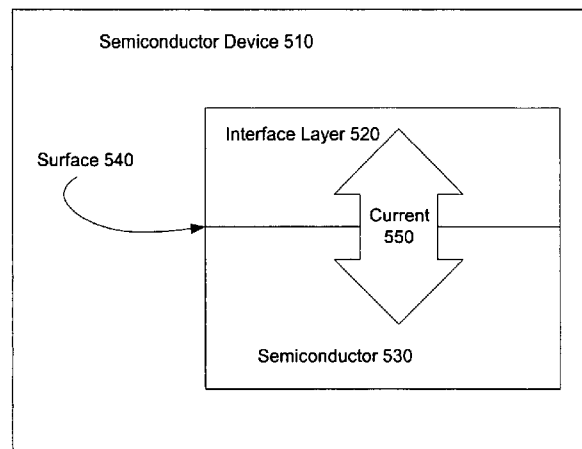 Semiconductor Device 510
Interface Layer 520
Surface 540
Current
550
Semiconductor 530